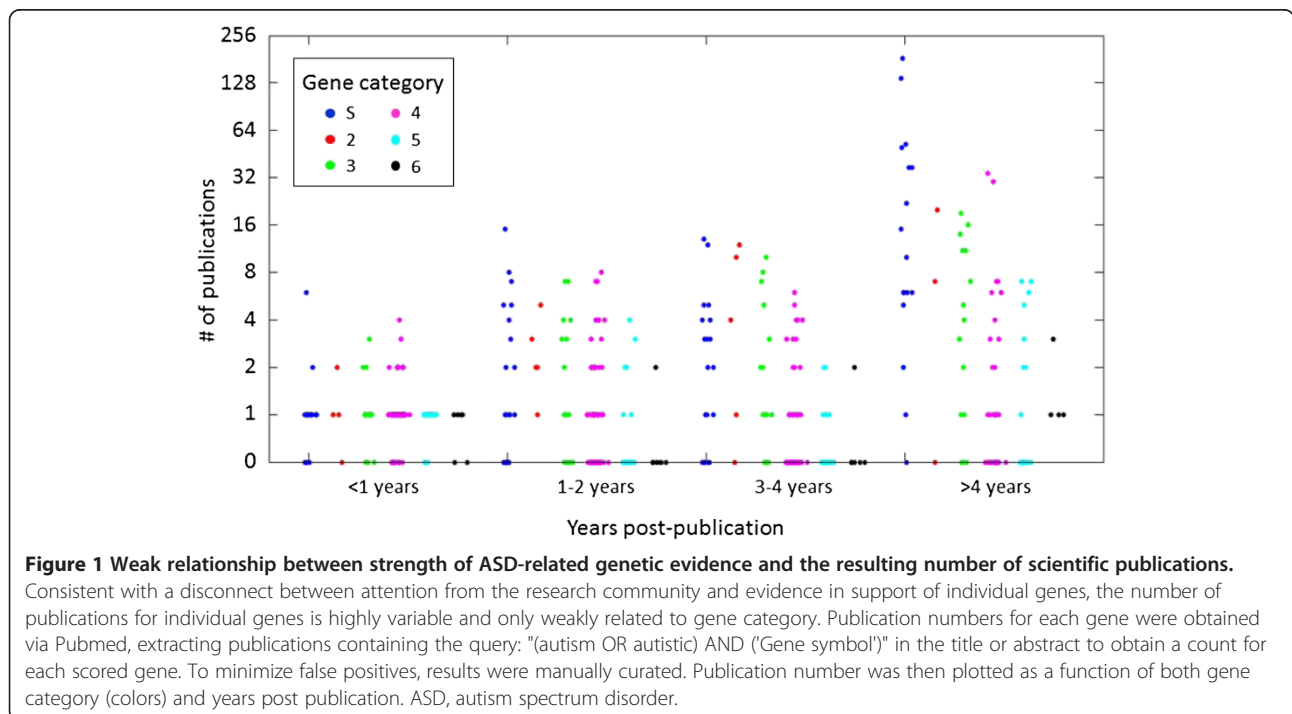 256
128
64
32
16
8
4
2
1
0
# of publications
Gene category
S
2
3
4
5
6
<1 years
1-2 years
3-4 years
>4 years
Years post-publication
Figure 1 Weak relationship between strength of ASD-related genetic evidence and the resulting number of scientific publications.
Consistent with a disconnect between attention from the research community and evidence in support of individual genes, the number of
publications for individual genes is highly variable and only weakly related to gene category. Publication numbers for each gene were obtained
via Pubmed, extracting publications containing the query: "(autism OR autistic) AND ('Gene symbol')" in the title or abstract to obtain a count for
each scored gene. To minimize false positives, results were manually curated. Publication number was then plotted as a function of both gene
category (colors) and years post publication. ASD, autism spectrum disorder.